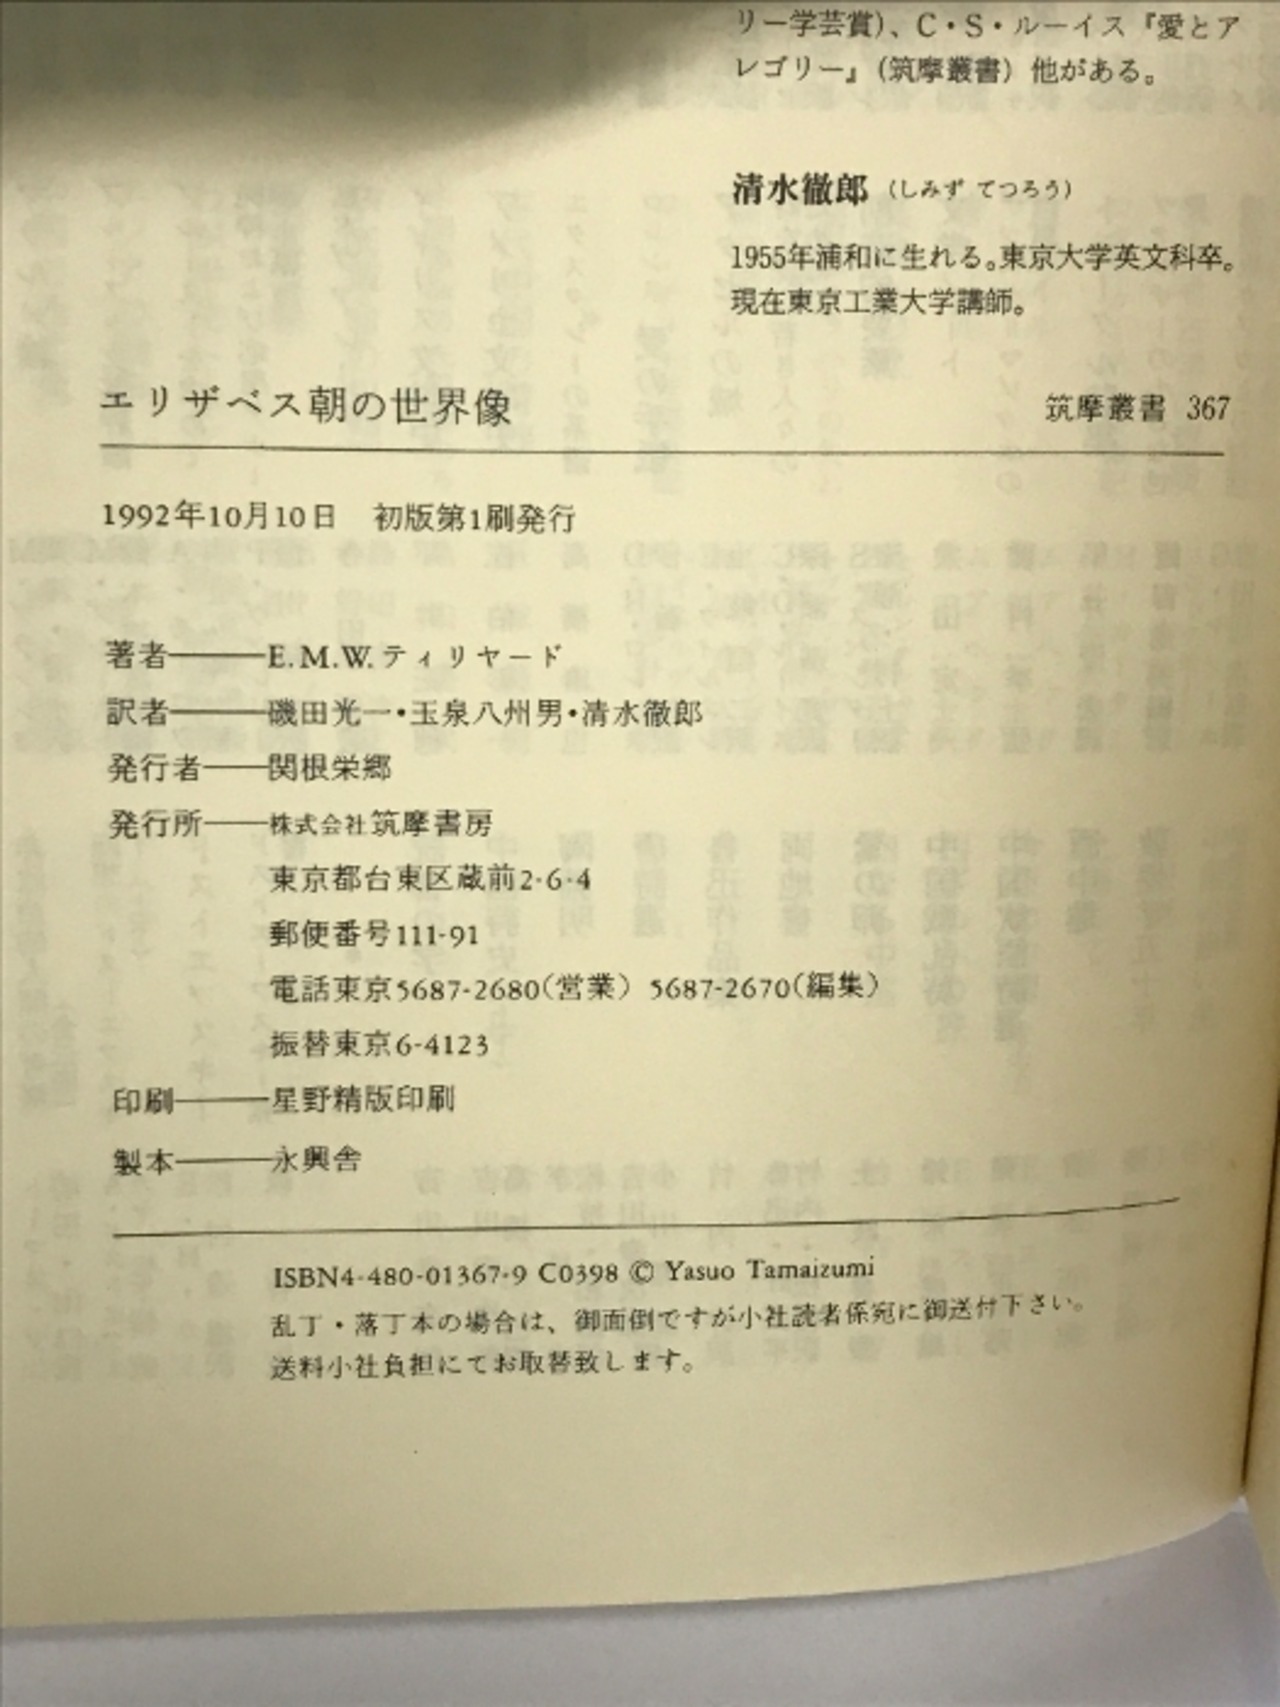 リー学芸賞)、C・S・ルーイス『愛とア
レゴリー』(筑摩叢書)他がある。
清水徹郎 (しみず てつろう)
1955年浦和に生れる。東京大学英文科卒。
現在東京工業大学講師。
エリザベス朝の世界像 筑摩叢書 367
1992年10月10日 初版第1刷発行
著者――E.M.W.ティリヤード
訳者――磯田光一・玉泉八州男・清水徹郎
発行者――関根栄郷
発行所――株式会社筑摩書房
東京都台東区蔵前2-6-4
郵便番号111-91
電話東京5687-2680(営業) 5687-2670(編集)
振替東京6-4123
印刷――星野精版印刷
製本――永興舎
ISBN4-480-01367-9 C0398 © Yasuo Tamaizumi
乱丁・落丁本の場合は、御面倒ですが小社読者係宛に御送付下さい。
送料小社負担にてお取替致します。